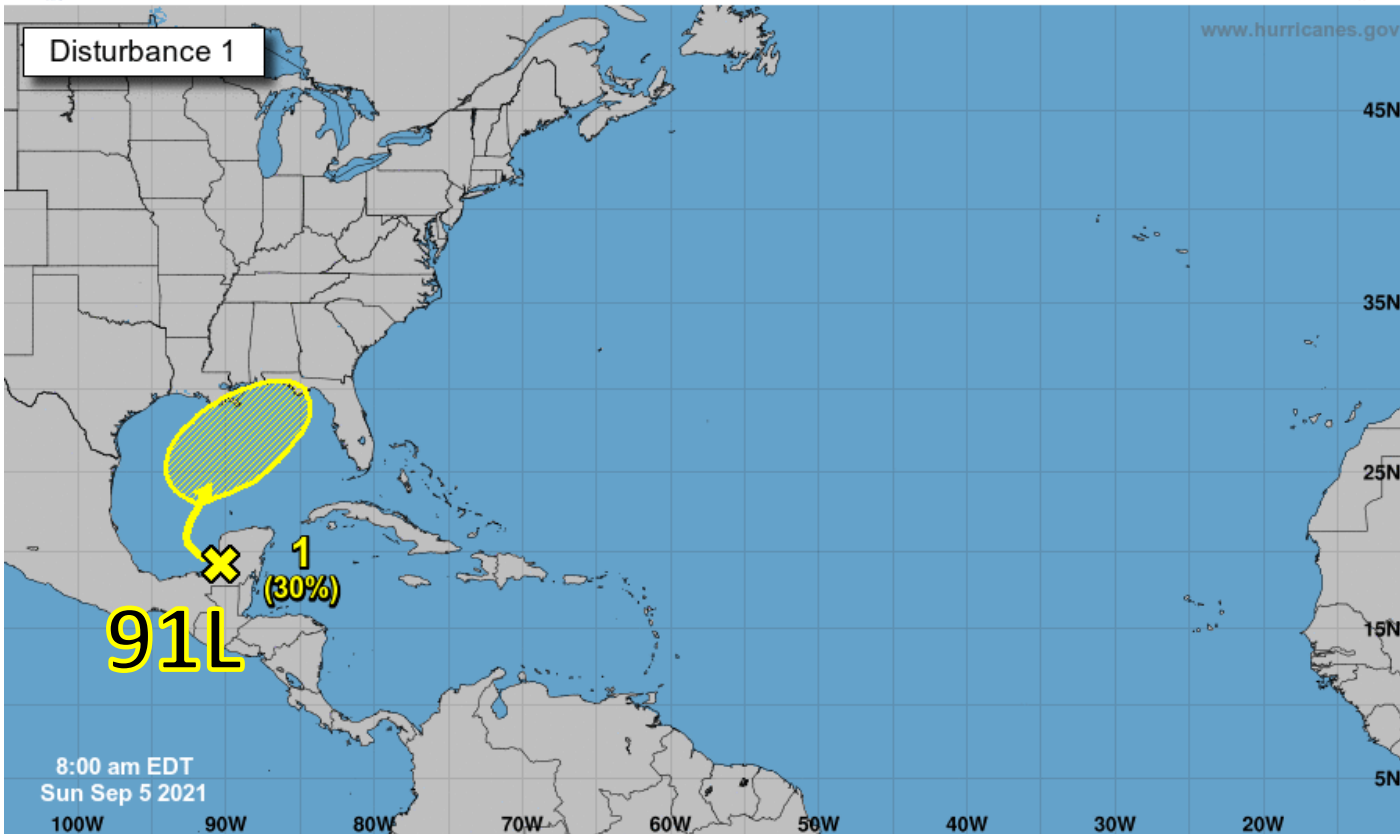 Disturbance 1
www.hurricanes.gov
45N
35N
25N
1
(30%)
91L
15N
8:00 am EDT
Sun Sep 5 2021
5N
100W 90W 80W 70W 60W 50W 40W 30W 20W